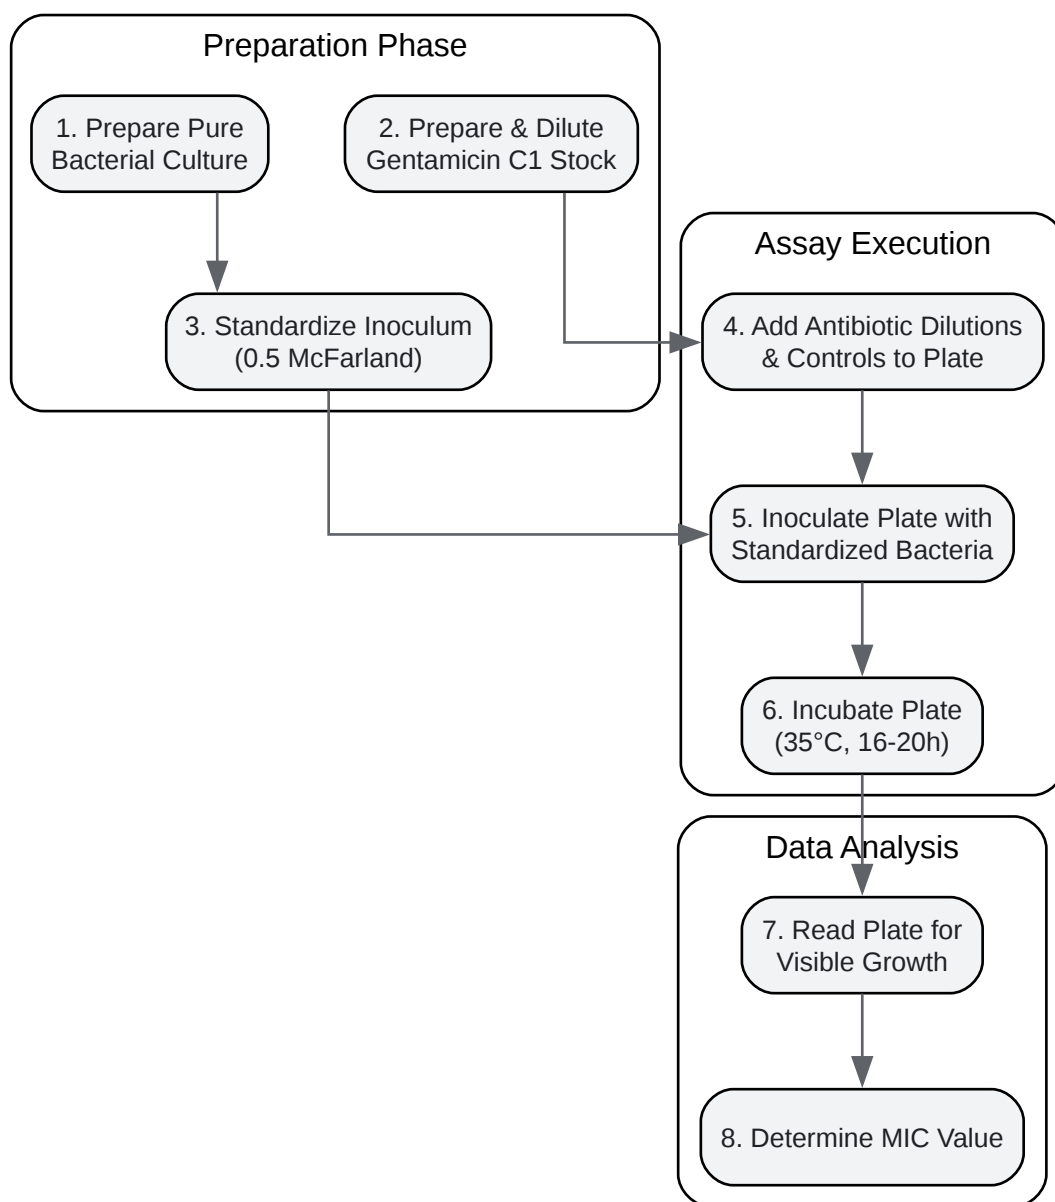 Preparation Phase
1. Prepare Pure
Bacterial Culture
2. Prepare & Dilute
Gentamicin C1 Stock
3. Standardize Inoculum
(0.5 McFarland)
Assay Execution
4. Add Antibiotic Dilutions
& Controls to Plate
5. Inoculate Plate with
Standardized Bacteria
6. Incubate Plate
(35°C, 16-20h)
Data Analysis
7. Read Plate for
Visible Growth
8. Determine MIC Value